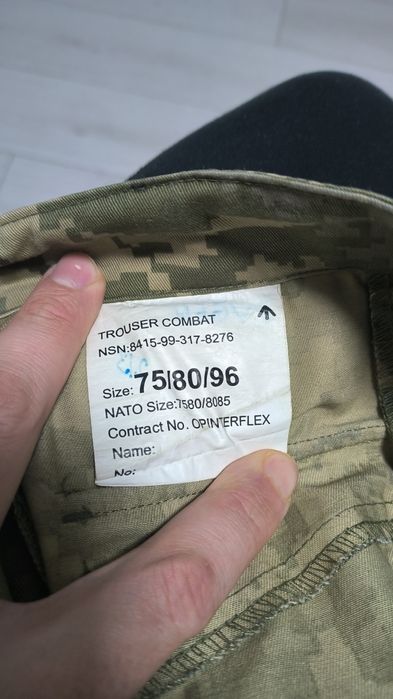 TROUSER COMBAT
NSN:8415-99-317-8276
Size: 75/80/96
NATO Size:7580/8085
Contract No. OPINTERFLEX
Name:
No: